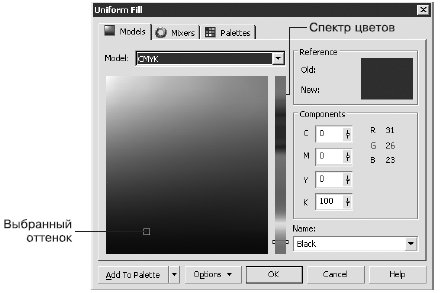 Uniform Fill
Models Mixers Palettes
Спектр цветов
Model: CMYK
Reference
Old:
New:
Components
C 0 R 31
M 0 G 26
Y 0 B 23
K 100
Выбранный
оттенок
Name:
Black
Add To Palette Options OK Cancel Help